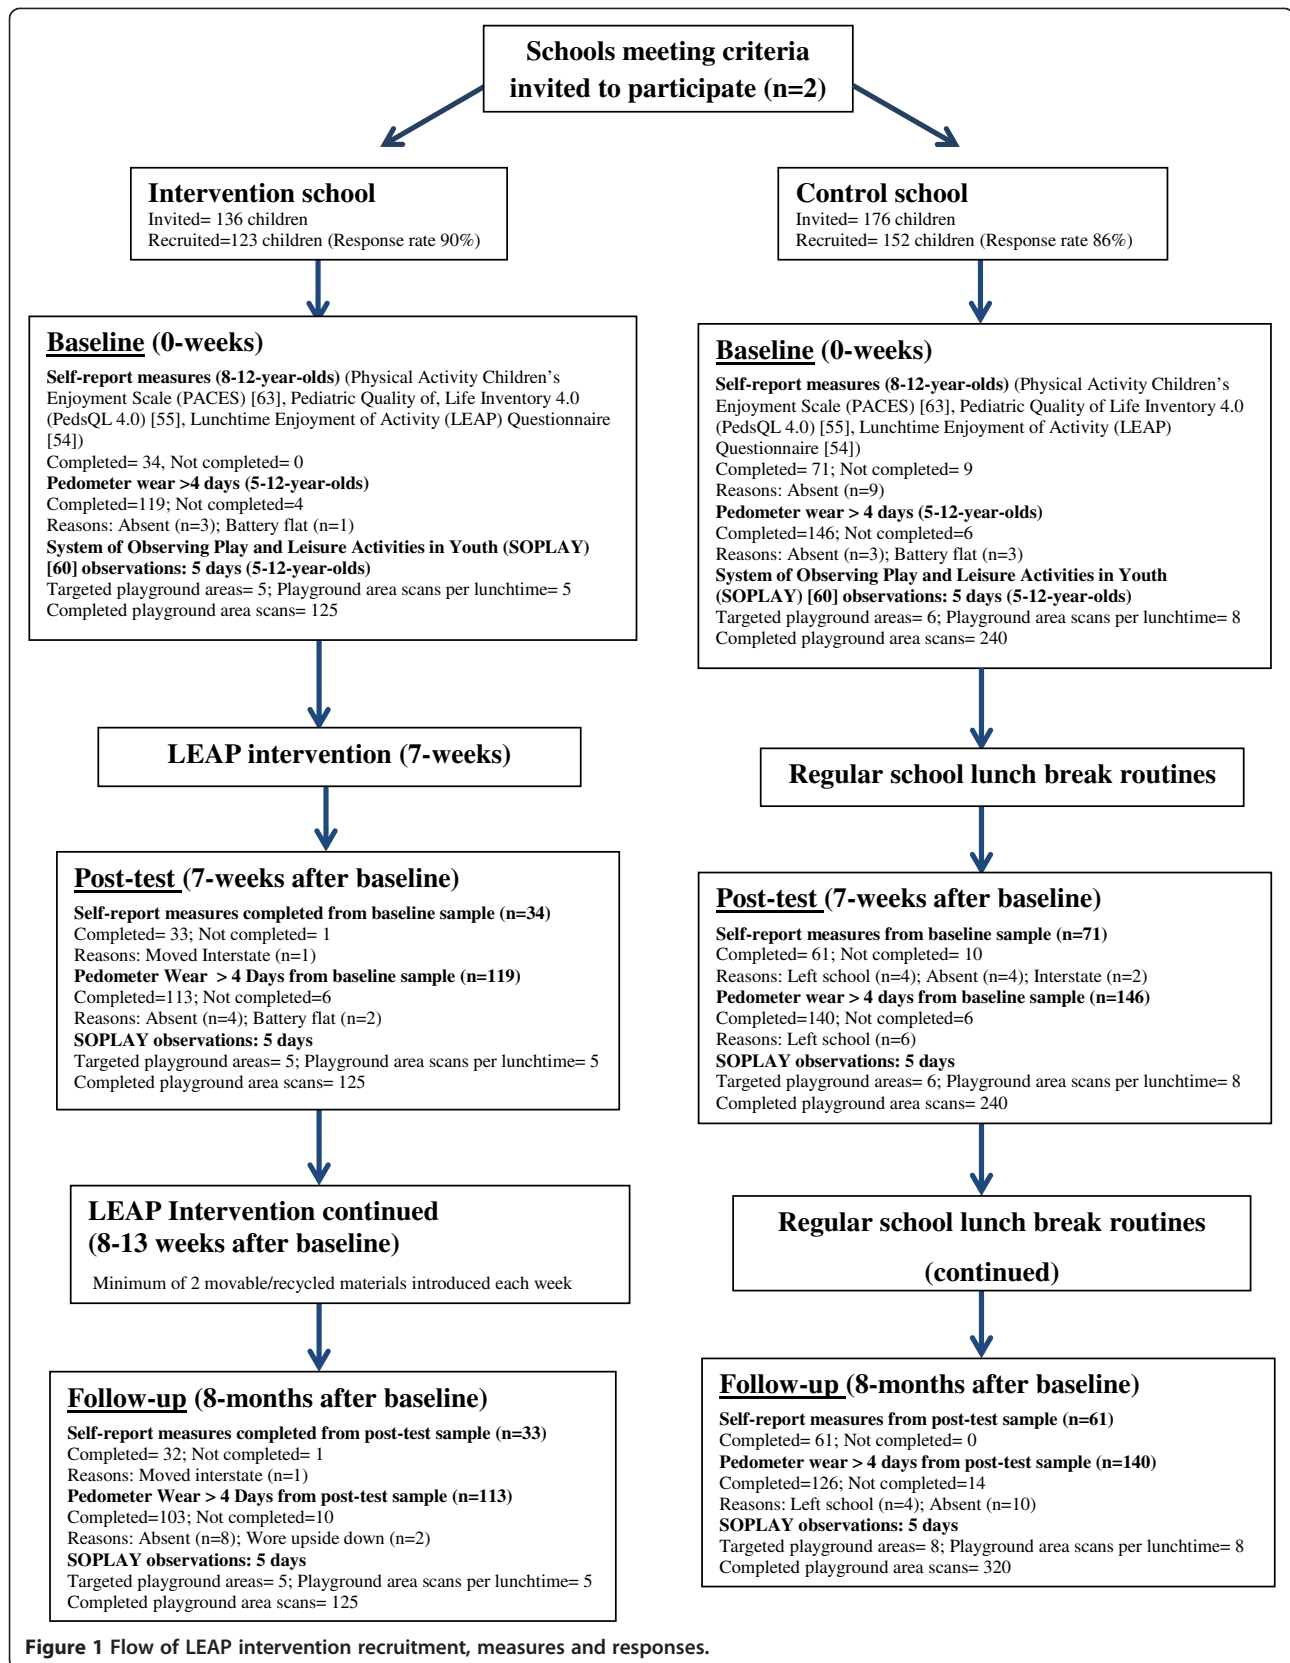 Schools meeting criteria
invited to participate (n=2)
Intervention school
Invited= 136 children
Recruited=123 children (Response rate 90%)
Control school
Invited= 176 children
Recruited= 152 children (Response rate 86%)
Baseline (0-weeks)
Self-report measures (8-12-year-olds) (Physical Activity Children’s
Enjoyment Scale (PACES) [63], Pediatric Quality of, Life Inventory 4.0
(PedsQL 4.0) [55], Lunchtime Enjoyment of Activity (LEAP) Questionnaire
[54])
Completed= 34, Not completed= 0
Pedometer wear >4 days (5-12-year-olds)
Completed=119; Not completed=4
Reasons: Absent (n=3); Battery flat (n=1)
System of Observing Play and Leisure Activities in Youth (SOPLAY)
[60] observations: 5 days (5-12-year-olds)
Targeted playground areas= 5; Playground area scans per lunchtime= 5
Completed playground area scans= 125
Baseline (0-weeks)
Self-report measures (8-12-year-olds) (Physical Activity Children’s
Enjoyment Scale (PACES) [63], Pediatric Quality of Life Inventory 4.0
(PedsQL 4.0) [55], Lunchtime Enjoyment of Activity (LEAP)
Questionnaire [54])
Completed= 71; Not completed= 9
Reasons: Absent (n=9)
Pedometer wear > 4 days (5-12-year-olds)
Completed=146; Not completed=6
Reasons: Absent (n=3); Battery flat (n=3)
System of Observing Play and Leisure Activities in Youth
(SOPLAY) [60] observations: 5 days (5-12-year-olds)
Targeted playground areas= 6; Playground area scans per lunchtime= 8
Completed playground area scans= 240
LEAP intervention (7-weeks)
Regular school lunch break routines
Post-test (7-weeks after baseline)
Self-report measures completed from baseline sample (n=34)
Completed= 33; Not completed= 1
Reasons: Moved Interstate (n=1)
Pedometer Wear > 4 Days from baseline sample (n=119)
Completed=113; Not completed=6
Reasons: Absent (n=4); Battery flat (n=2)
SOPLAY observations: 5 days
Targeted playground areas= 5; Playground area scans per lunchtime= 5
Completed playground area scans= 125
Post-test (7-weeks after baseline)
Self-report measures from baseline sample (n=71)
Completed= 61; Not completed= 10
Reasons: Left school (n=4); Absent (n=4); Interstate (n=2)
Pedometer wear > 4 days from baseline sample (n=146)
Completed=140; Not completed=6
Reasons: Left school (n=6)
SOPLAY observations: 5 days
Targeted playground areas= 6; Playground area scans per lunchtime= 8
Completed playground area scans= 240
LEAP Intervention continued
(8-13 weeks after baseline)
Minimum of 2 movable/recycled materials introduced each week
Regular school lunch break routines
(continued)
Follow-up (8-months after baseline)
Self-report measures completed from post-test sample (n=33)
Completed= 32; Not completed= 1
Reasons: Moved interstate (n=1)
Pedometer Wear > 4 Days from post-test sample (n=113)
Completed=103; Not completed=10
Reasons: Absent (n=8); Wore upside down (n=2)
SOPLAY observations: 5 days
Targeted playground areas= 5; Playground area scans per lunchtime= 5
Completed playground area scans= 125
Follow-up (8-months after baseline)
Self-report measures from post-test sample (n=61)
Completed= 61; Not completed= 0
Pedometer wear > 4 days from post-test sample (n=140)
Completed=126; Not completed=14
Reasons: Left school (n=4); Absent (n=10)
SOPLAY observations: 5 days
Targeted playground areas= 8; Playground area scans per lunchtime= 8
Completed playground area scans= 320
Figure 1 Flow of LEAP intervention recruitment, measures and responses.